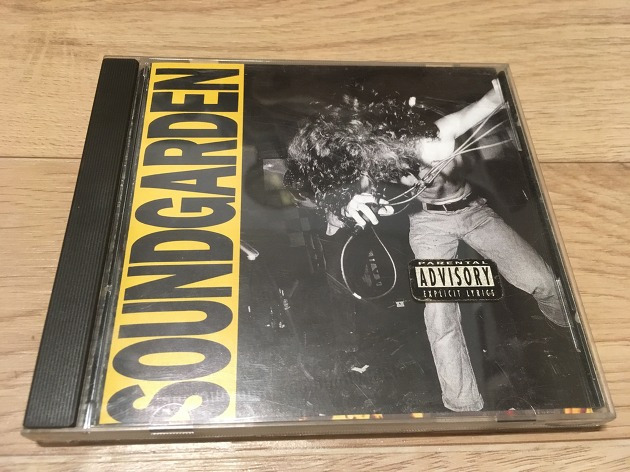 SOUNDGARDEN
PARENTAL
ADVISORY
EXPLICIT LYRICS